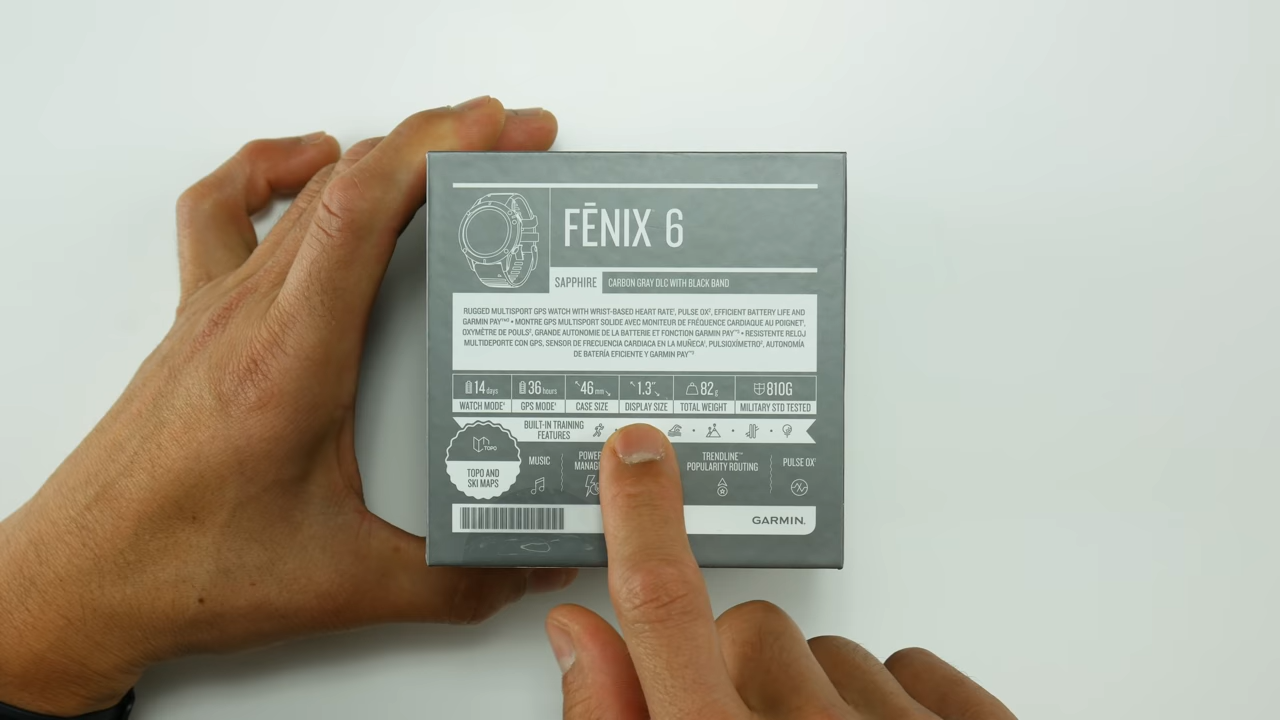 FĒNIX 6
SAPPHIRE CARBON GRAY DLC WITH BLACK BAND
RUGGED MULTISPORT GPS WATCH WITH WRIST-BASED HEART RATE¹, PULSE OX², EFFICIENT BATTERY LIFE AND
GARMIN PAY™³ • MONTRE GPS MULTISPORT SOLIDE AVEC MONITEUR DE FRÉQUENCE CARDIAQUE AU POIGNET¹,
OXYMÈTRE DE POULS², GRANDE AUTONOMIE DE LA BATTERIE ET FONCTION GARMIN PAY™³ • RESISTENTE RELOJ
MULTIDEPORTE CON GPS, SENSOR DE FRECUENCIA CARDIACA EN LA MUÑECA¹, PULSIOXÍMETRO², AUTONOMÍA
DE BATERÍA EFICIENTE Y GARMIN PAY™³
14 days 36 hours 46 mm 1.3" 82 g 810G
WATCH MODE¹ GPS MODE¹ CASE SIZE DISPLAY SIZE TOTAL WEIGHT MILITARY STD TESTED
BUILT-IN TRAINING
FEATURES
TOPO
TOPO AND
SKI MAPS
MUSIC
POWER
TRENDLINE™
POPULARITY ROUTING
PULSE OX²
GARMIN.